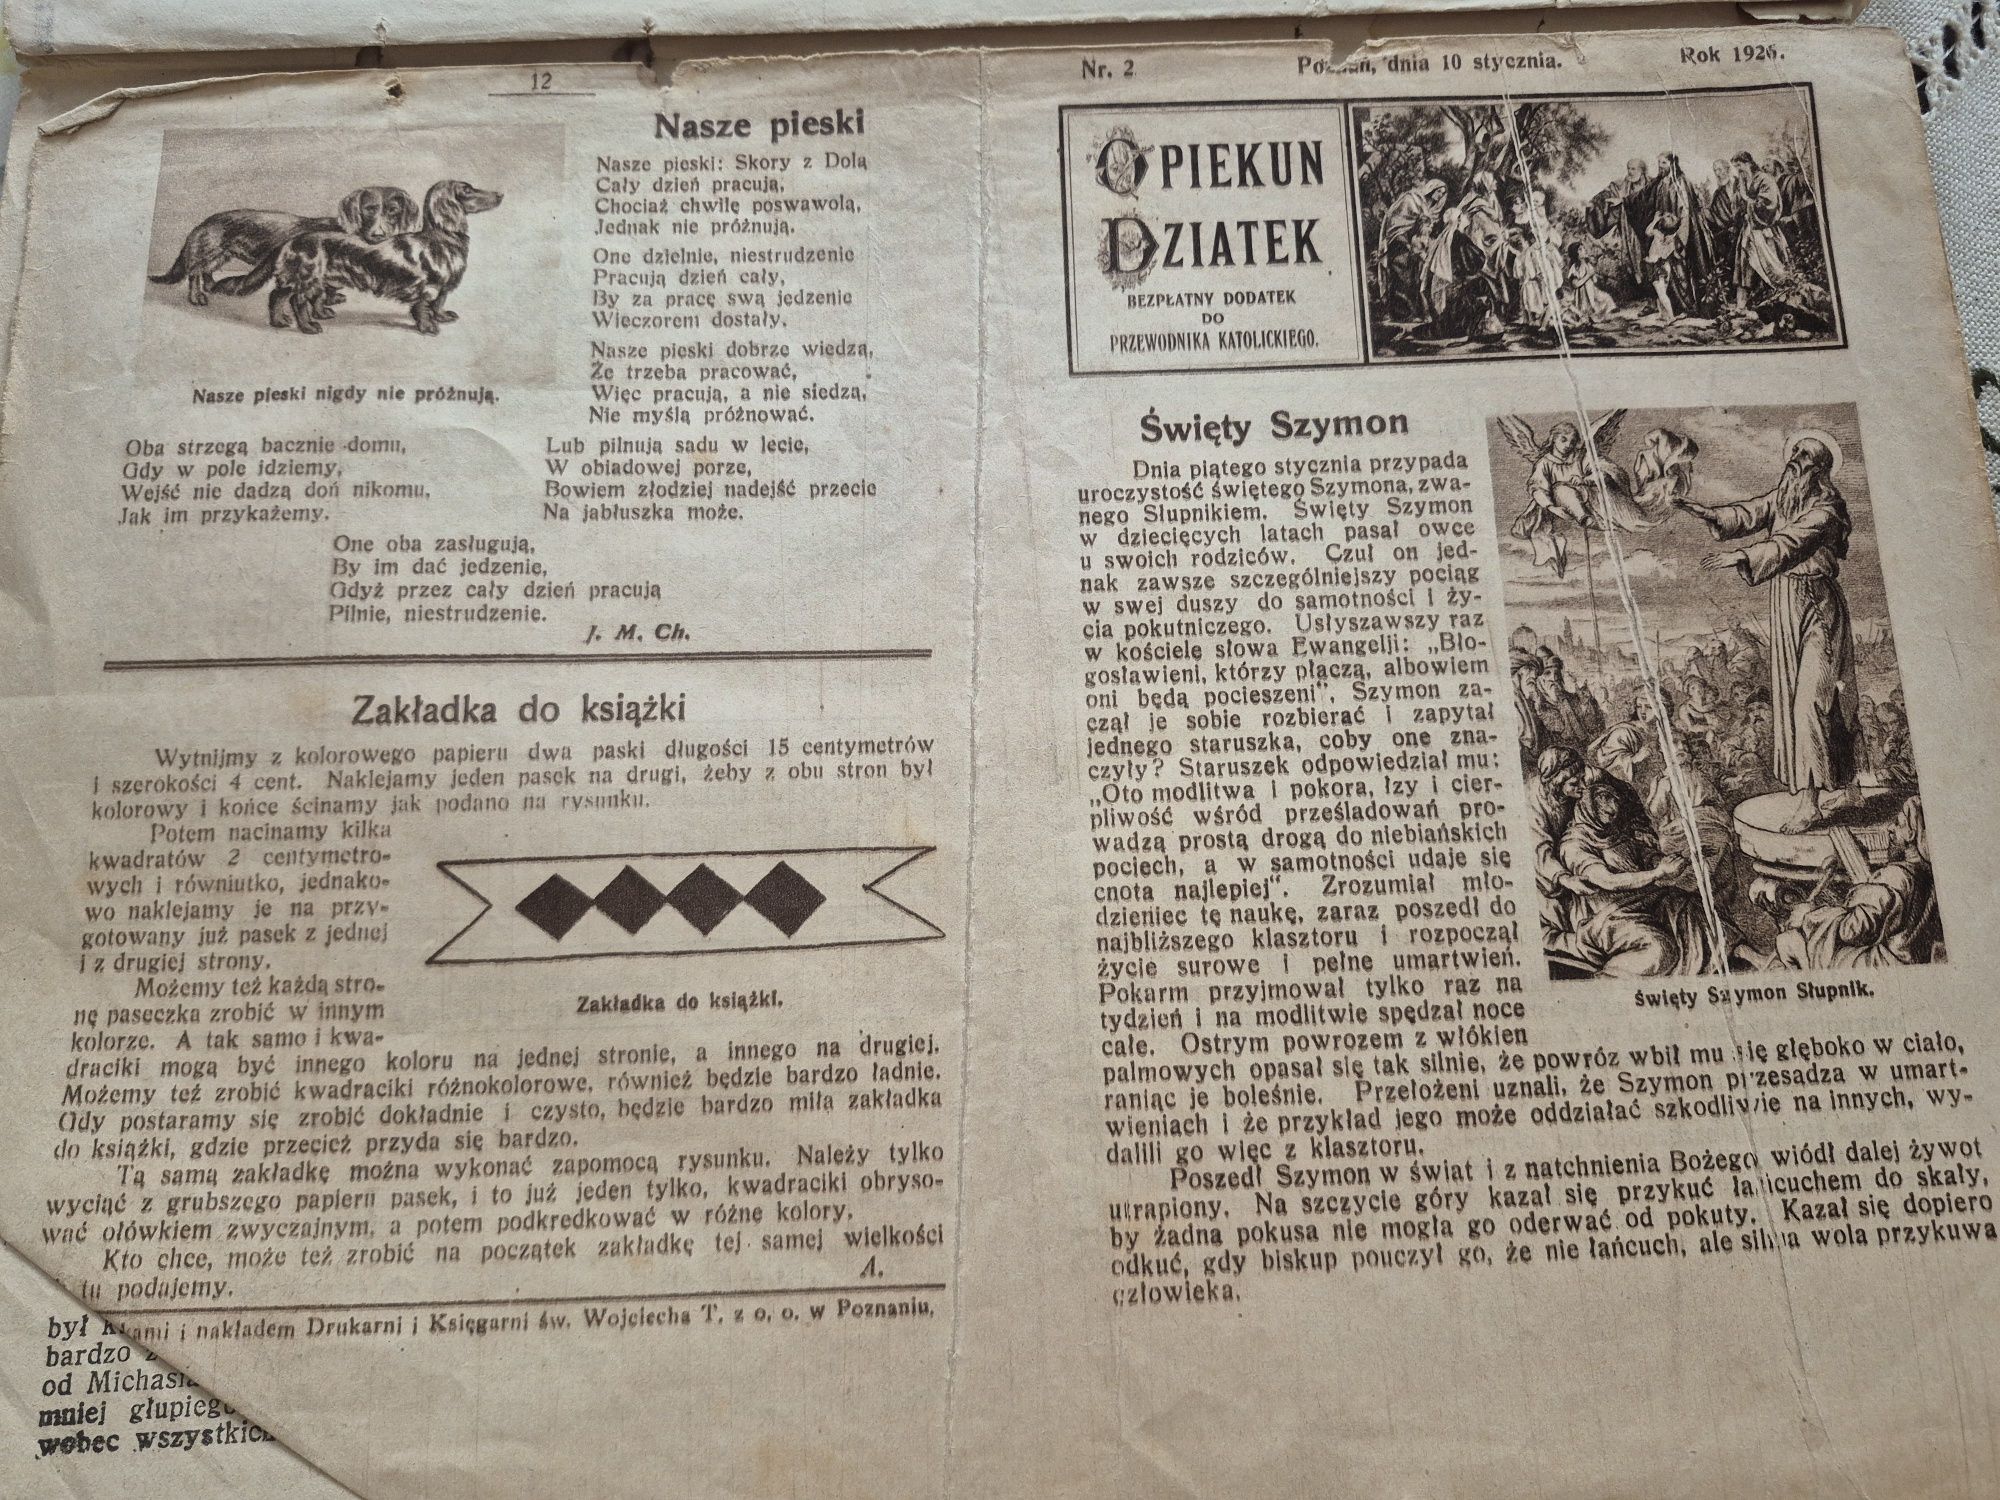 12
Nasze pieski
Nasze pieski: Skory z Dolą
Cały dzień pracują,
Chociaż chwilę poswawolą,
Jednak nie próżnują.
One dzielnie, niestrudzenie
Pracują dzień cały,
By za pracę swą jedzenie
Wieczorem dostały.
Nasze pieski dobrze wiedzą,
Że trzeba pracować,
Więc pracują, a nie siedzą,
Nie myślą próżnować.
Nasze pieski nigdy nie próżnują.
Oba strzegą bacznie domu,
Gdy w pole idziemy,
Wejść nie dadzą doń nikomu,
Jak im przykażemy.
Lub pilnują sadu w lecie,
W obiadowej porze,
Bowiem złodziej nadejść przecie
Na jabłuszka może.
One oba zasługują,
By im dać jedzenie,
Gdyż przez cały dzień pracują
Pilnie, niestrudzenie.
J. M. Ch.
Zakładka do książki
Wytnijmy z kolorowego papieru dwa paski długości 15 centymetrów
i szerokości 4 cent. Naklejamy jeden pasek na drugi, żeby z obu stron był
kolorowy i końce ścinamy jak podano na rysunku.
Potem nacinamy kilka
kwadratów 2 centymetro-
wych i równiutko, jednako-
wo naklejamy je na przy-
gotowany już pasek z jednej
i z drugiej strony.
Możemy też każdą stro-
nę paseczka zrobić w innym
kolorze. A tak samo i kwa-
draciki mogą być innego koloru na jednej stronie, a innego na drugiej.
Możemy też zrobić kwadraciki różnokolorowe, również będzie bardzo ładnie.
Gdy postaramy się zrobić dokładnie i czysto, będzie bardzo miła zakładka
do książki, gdzie przecież przyda się bardzo.
Zakładka do książki.
Tą samą zakładkę można wykonać zapomocą rysunku. Należy tylko
wyciąć z grubszego papieru pasek, i to już jeden tylko, kwadraciki obryso-
wać ołówkiem zwyczajnym, a potem podkredkować w różne kolory.
Kto chce, może też zrobić na początek zakładkę tej samej wielkości
tu podajemy.
A.
i nakładem Drukarni i Księgarni św. Wojciecha T. z o. o. w Poznaniu.
był
bardzo
od
mniej
wobec
Nr. 2
Poznań, dnia 10 stycznia.
Rok 1926.
OPIEKUN
DZIATEK
BEZPŁATNY DODATEK
DO
PRZEWODNIKA KATOLICKIEGO.
Święty Szymon
Dnia piątego stycznia przypada
uroczystość świętego Szymona, zwa-
nego Słupnikiem. Święty Szymon
w dziecięcych latach pasał owce
u swoich rodziców. Czuł on jed-
nak zawsze szczególniejszy pociąg
w swej duszy do samotności i ży-
cia pokutniczego. Usłyszawszy raz
w kościele słowa Ewangelji: „Bło-
gosławieni, którzy płaczą, albowiem
oni będą pocieszeni“, Szymon za-
czął je sobie rozbierać i zapytał
jednego staruszka, coby one zna-
czyły? Staruszek odpowiedział mu:
„Oto modlitwa i pokora, łzy i cier-
pliwość wśród prześladowań pro-
wadzą prostą drogą do niebiańskich
pociech, a w samotności udaje się
cnota najlepiej“. Zrozumiał mło-
dzieniec tę naukę, zaraz poszedł do
najbliższego klasztoru i rozpoczął
życie surowe i pełne umartwień.
Pokarm przyjmował tylko raz na
tydzień i na modlitwie spędzał noce
całe. Ostrym powrozem z włókien
palmowych opasał się tak silnie, że powróz wbił mu się głęboko w ciało,
raniąc je boleśnie. Przełożeni uznali, że Szymon przesadza w umart-
wieniach i że przykład jego może oddziałać szkodliwie na innych, wy-
dalili go więc z klasztoru.
Święty Szymon Słupnik.
Poszedł Szymon w świat i z natchnienia Bożego wiódł dalej żywot
utrapiony. Na szczycie góry kazał się przykuć łańcuchem do skały,
by żadna pokusa nie mogła go oderwać od pokuty. Kazał się dopiero
odkuć, gdy biskup pouczył go, że nie łańcuch, ale silna wola przykuwa
człowieka.